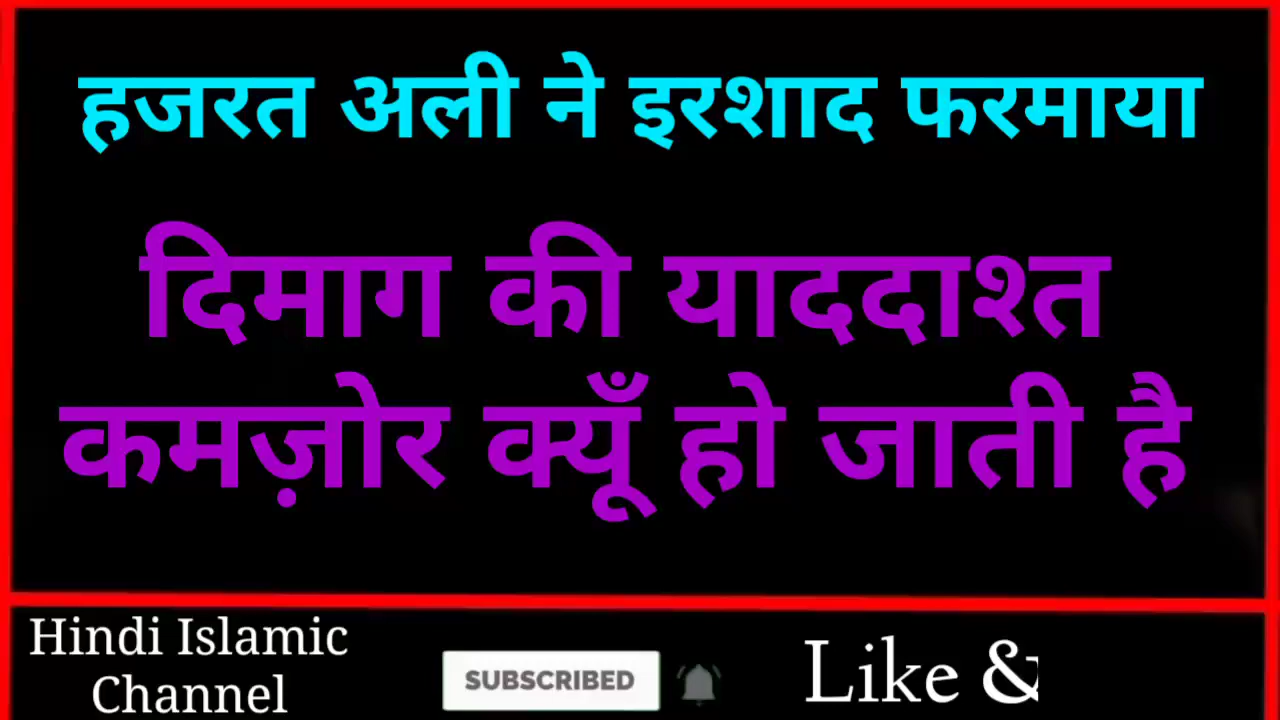 हजरत अली ने इरशाद फरमाया
दिमाग की याददाश्त
कमज़ोर क्यूँ हो जाती है
Hindi Islamic
Channel
SUBSCRIBED
Like &